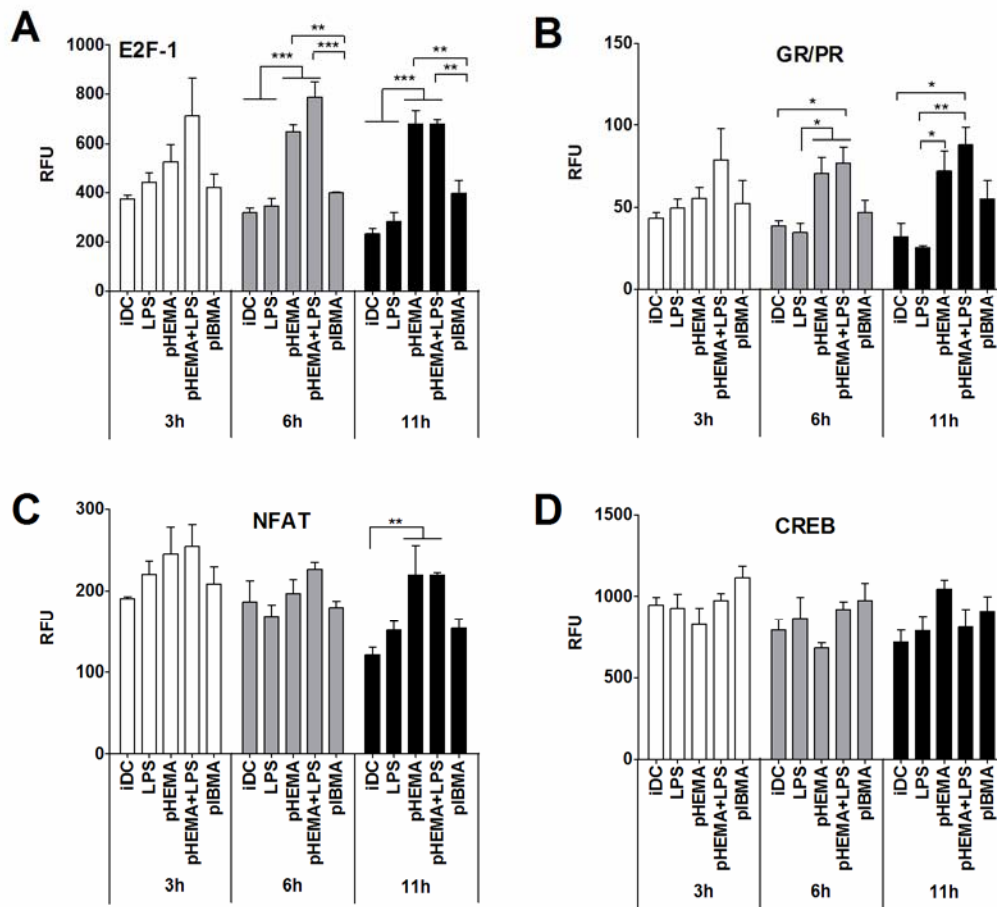 A
E2F-1
RFU
1000
800
600
400
200
0
*** ** ***
*** ** **
iDC LPS pHEMA pHEMA+LPS pIBMA iDC LPS pHEMA pHEMA+LPS pIBMA iDC LPS pHEMA pHEMA+LPS pIBMA
3h 6h 11h
B
GR/PR
RFU
150
100
50
0
* *
* ** *
iDC LPS pHEMA pHEMA+LPS pIBMA iDC LPS pHEMA pHEMA+LPS pIBMA iDC LPS pHEMA pHEMA+LPS pIBMA
3h 6h 11h
C
NFAT
RFU
300
200
100
0
**
iDC LPS pHEMA pHEMA+LPS pIBMA iDC LPS pHEMA pHEMA+LPS pIBMA iDC LPS pHEMA pHEMA+LPS pIBMA
3h 6h 11h
D
CREB
RFU
1500
1000
500
0
iDC LPS pHEMA pHEMA+LPS pIBMA iDC LPS pHEMA pHEMA+LPS pIBMA iDC LPS pHEMA pHEMA+LPS pIBMA
3h 6h 11h